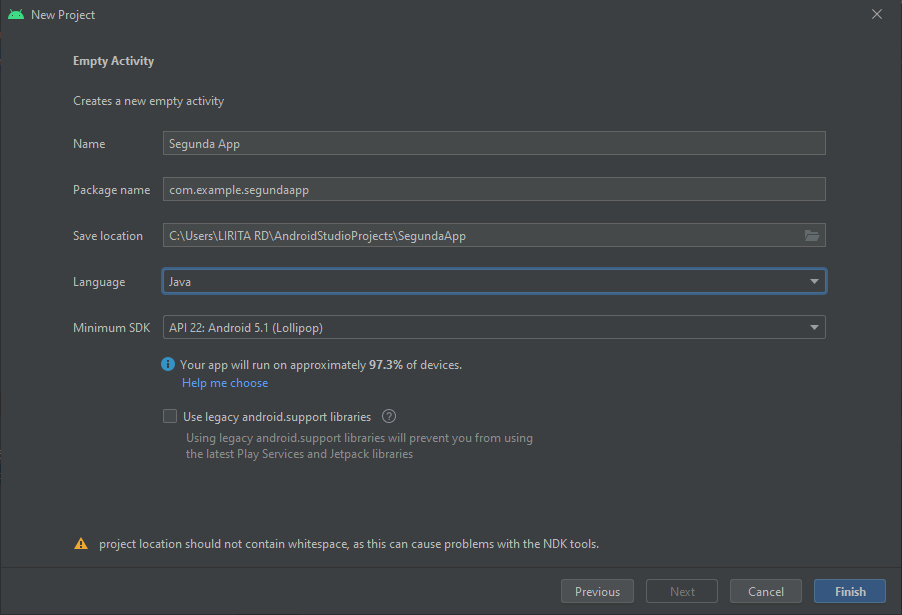 New Project
Empty Activity
Creates a new empty activity
Name Segunda App
Package name com.example.segundaapp
Save location C:\Users\LIRITA RD\AndroidStudioProjects\SegundaApp
Language Java
Minimum SDK API 22: Android 5.1 (Lollipop)
Your app will run on approximately 97.3% of devices.
Help me choose
Use legacy android.support libraries ?
Using legacy android.support libraries will prevent you from using
the latest Play Services and Jetpack libraries
project location should not contain whitespace, as this can cause problems with the NDK tools.
Previous Next Cancel Finish